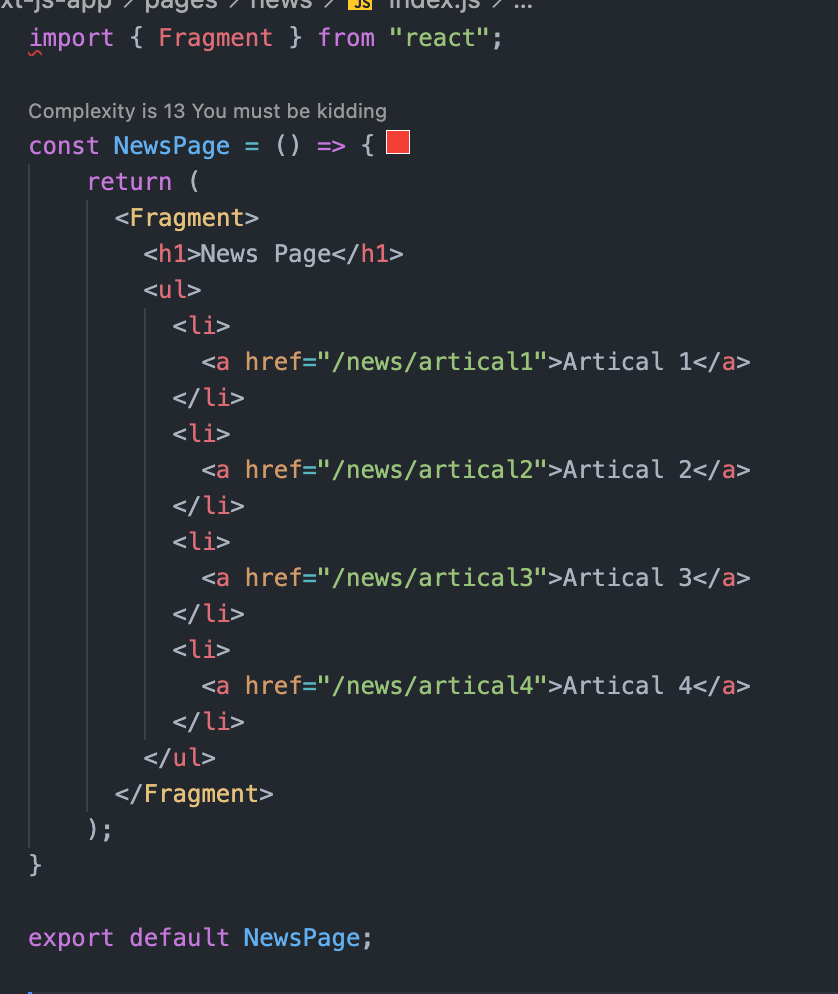 xt-js-app > pages > news > JS index.js > ...
import { Fragment } from "react";
Complexity is 13 You must be kidding
const NewsPage = () => {
return (
<Fragment>
<h1>News Page</h1>
<ul>
<li>
<a href="/news/artical1">Artical 1</a>
</li>
<li>
<a href="/news/artical2">Artical 2</a>
</li>
<li>
<a href="/news/artical3">Artical 3</a>
</li>
<li>
<a href="/news/artical4">Artical 4</a>
</li>
</ul>
</Fragment>
);
}
export default NewsPage;